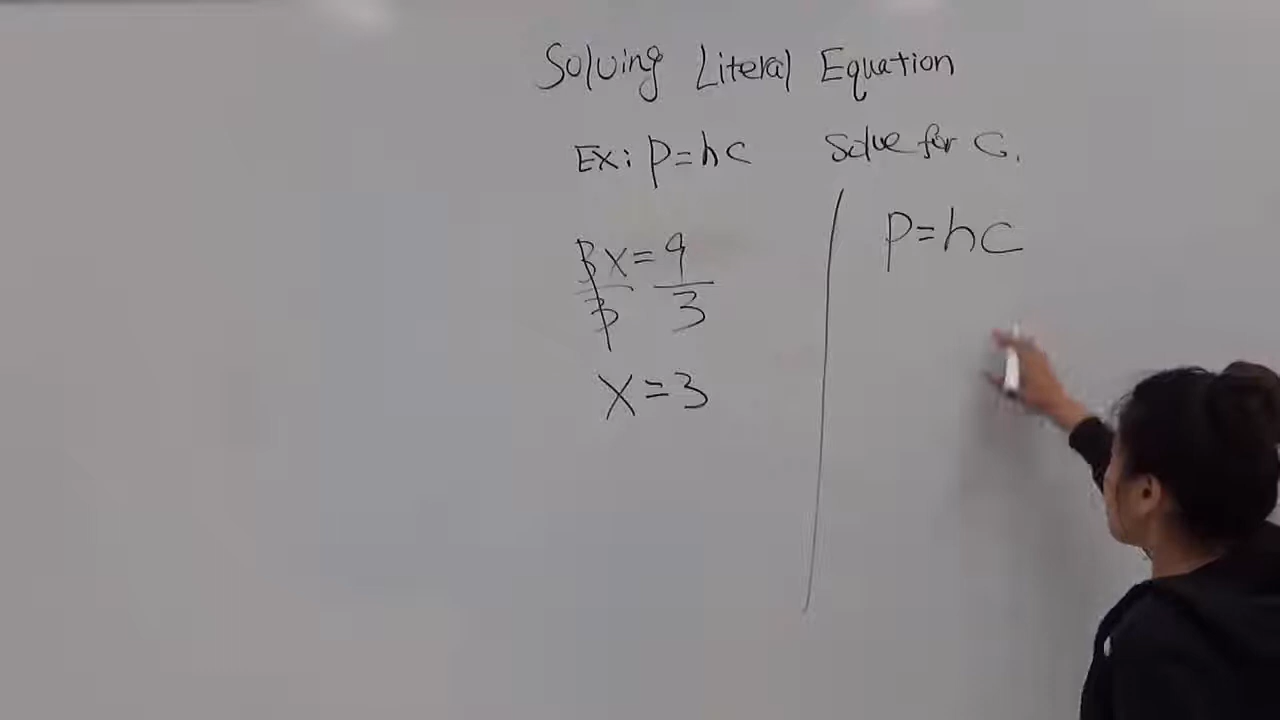 Solving Literal Equation
Ex: p=hc Solve for C.
3x=9
3 3
x=3
p=hc